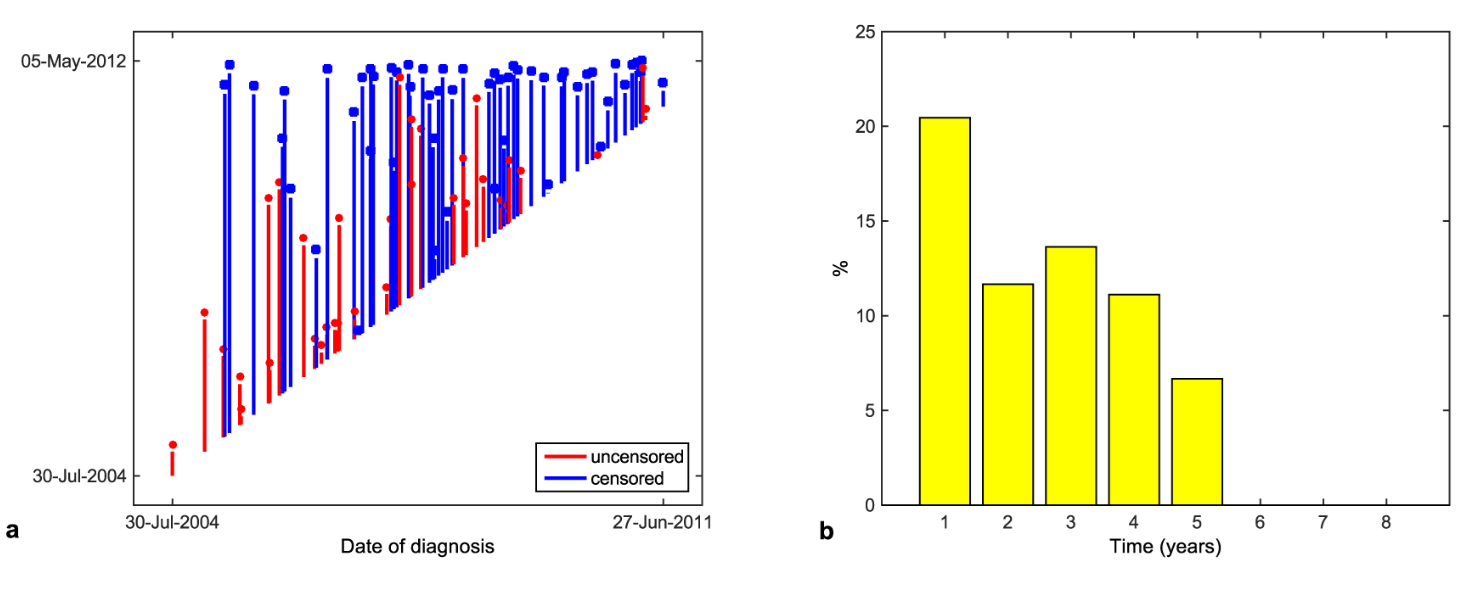 05-May-2012
30-Jul-2004
30-Jul-2004
27-Jun-2011
Date of diagnosis
uncensored
censored
a
25
20
15
10
5
0
%
1 2 3 4 5 6 7 8
Time (years)
b